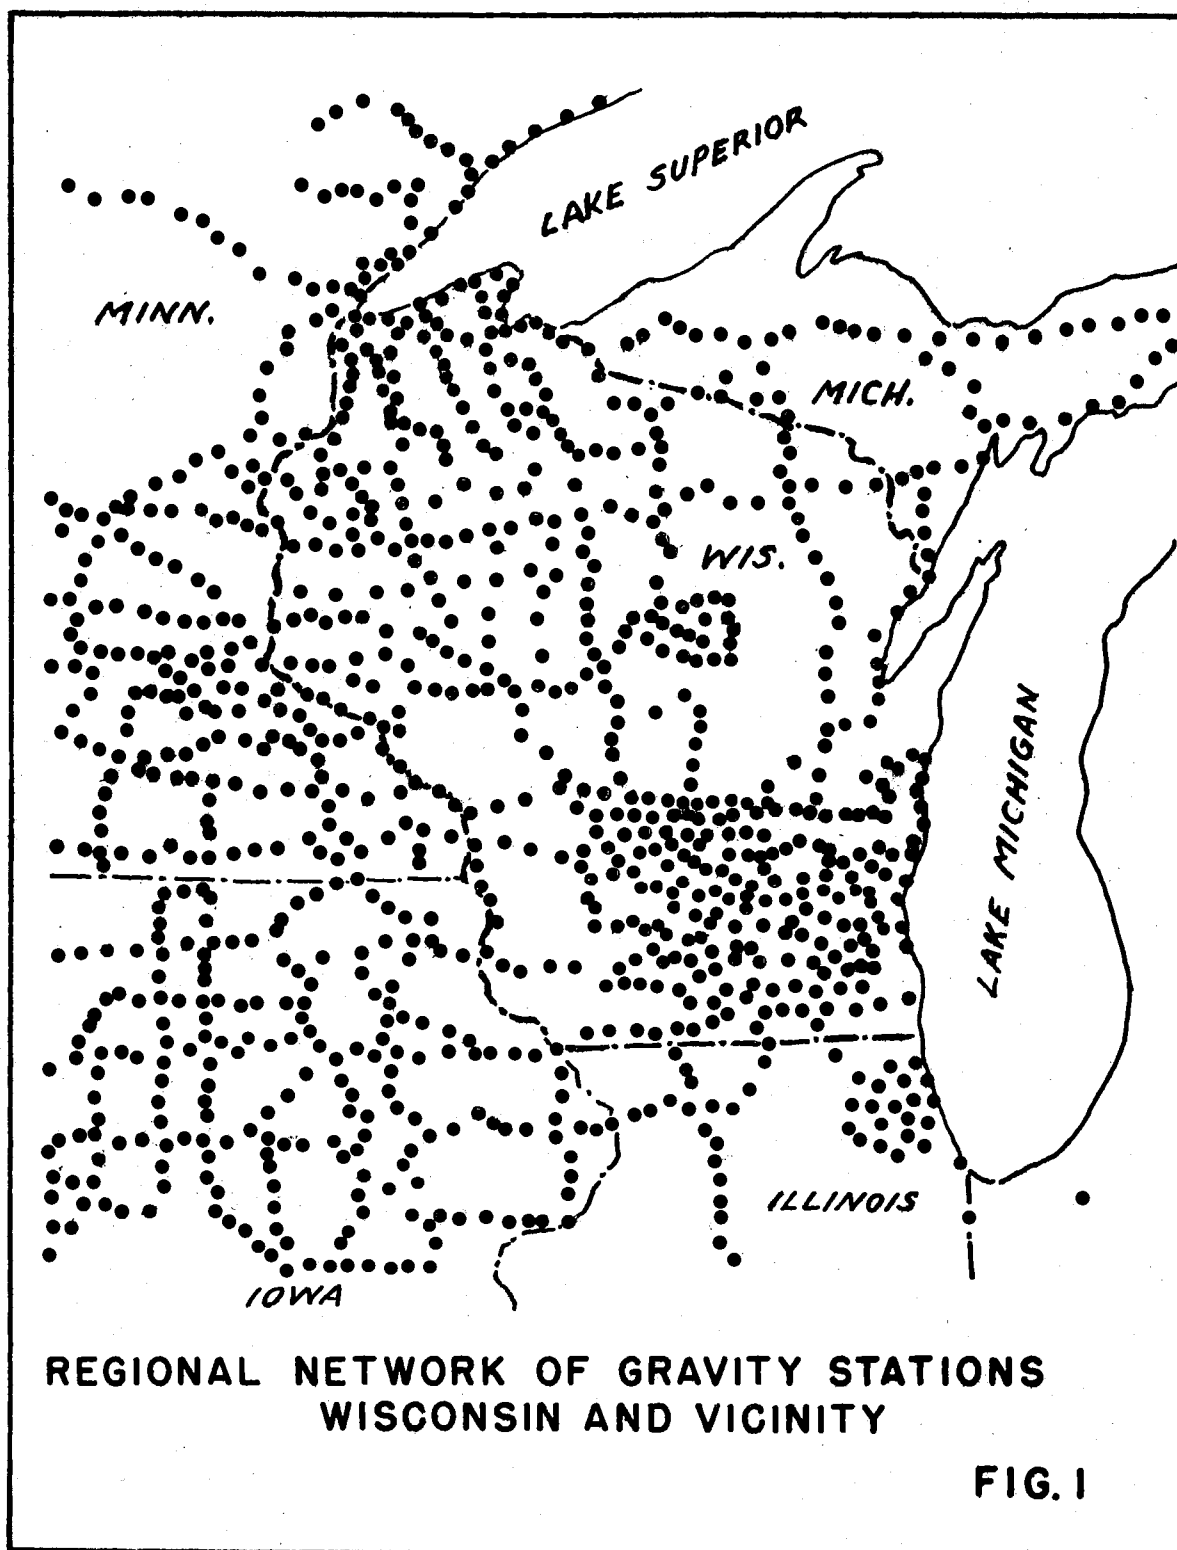 LAKE SUPERIOR
MINN.
MICH.
WIS.
LAKE MICHIGAN
ILLINOIS
IOWA
REGIONAL NETWORK OF GRAVITY STATIONS
WISCONSIN AND VICINITY
FIG. 1